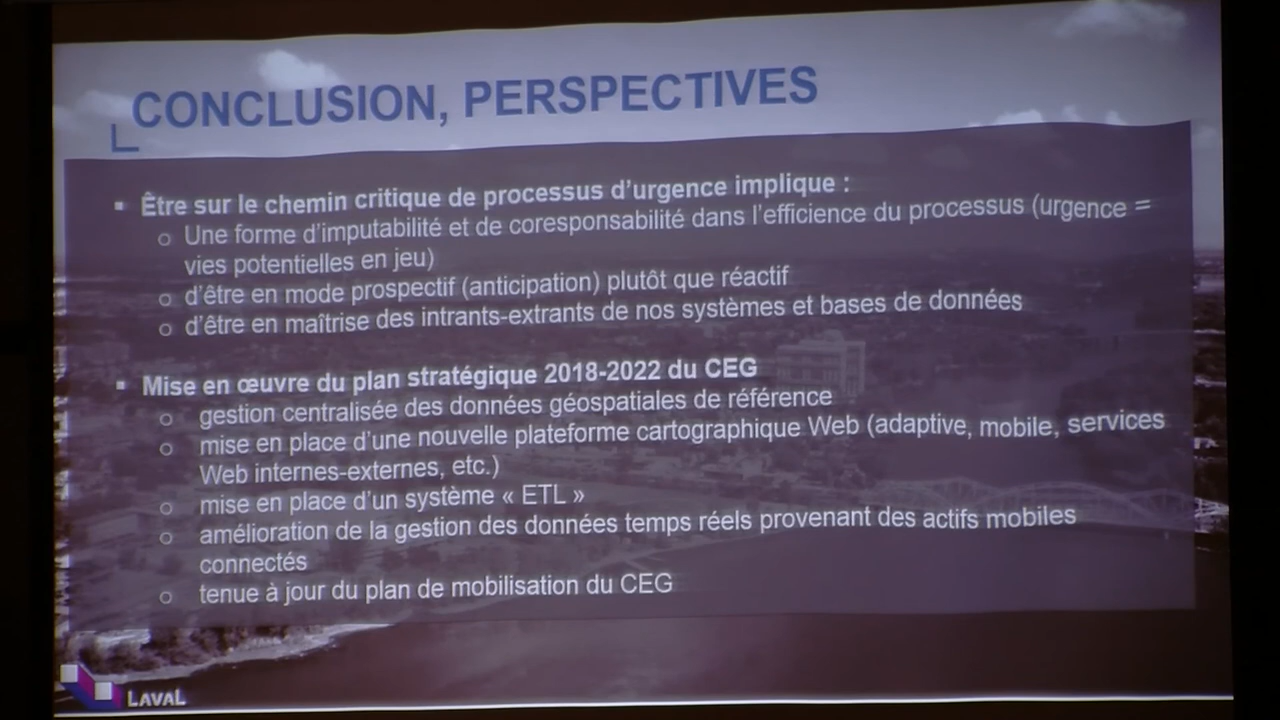 CONCLUSION, PERSPECTIVES
▪ Être sur le chemin critique de processus d'urgence implique :
o Une forme d'imputabilité et de coresponsabilité dans l'efficience du processus (urgence =
vies potentielles en jeu)
o d'être en mode prospectif (anticipation) plutôt que réactif
o d'être en maîtrise des intrants-extrants de nos systèmes et bases de données
▪ Mise en œuvre du plan stratégique 2018-2022 du CEG
o gestion centralisée des données géospatiales de référence
o mise en place d'une nouvelle plateforme cartographique Web (adaptive, mobile, services
Web internes-externes, etc.)
o mise en place d'un système « ETL »
o amélioration de la gestion des données temps réels provenant des actifs mobiles
connectés
o tenue à jour du plan de mobilisation du CEG
LAVAL